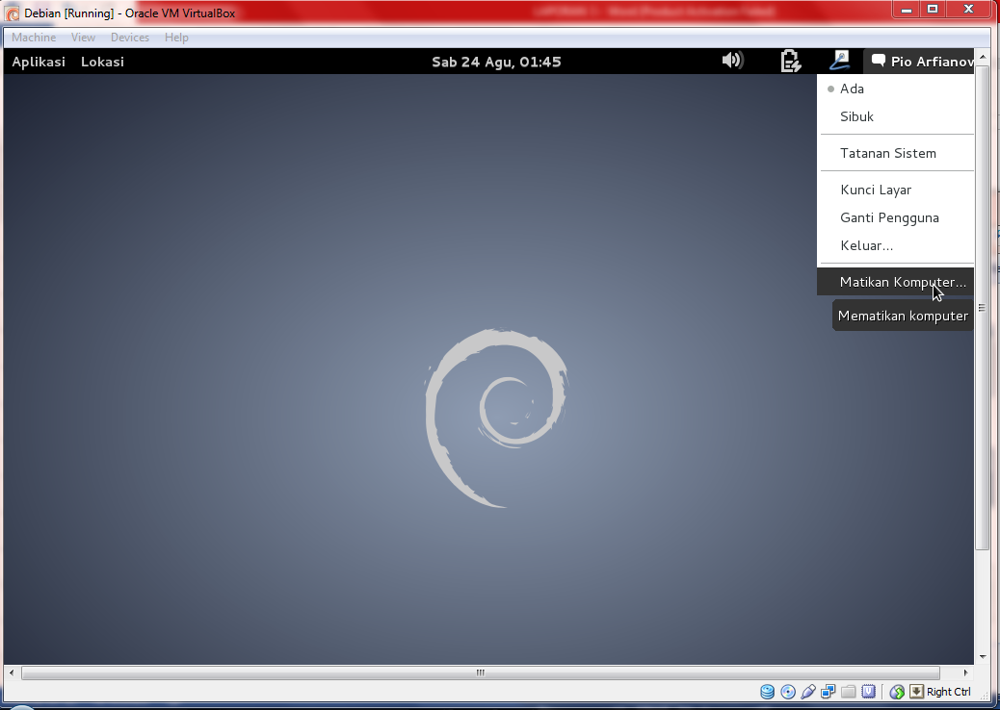 Debian [Running] - Oracle VM VirtualBox
Machine View Devices Help
Aplikasi Lokasi Sab 24 Agu, 01:45 Pio Arfianov
Ada
Sibuk
Tatanan Sistem
Kunci Layar
Ganti Pengguna
Keluar...
Matikan Komputer...
Mematikan komputer
Right Ctrl